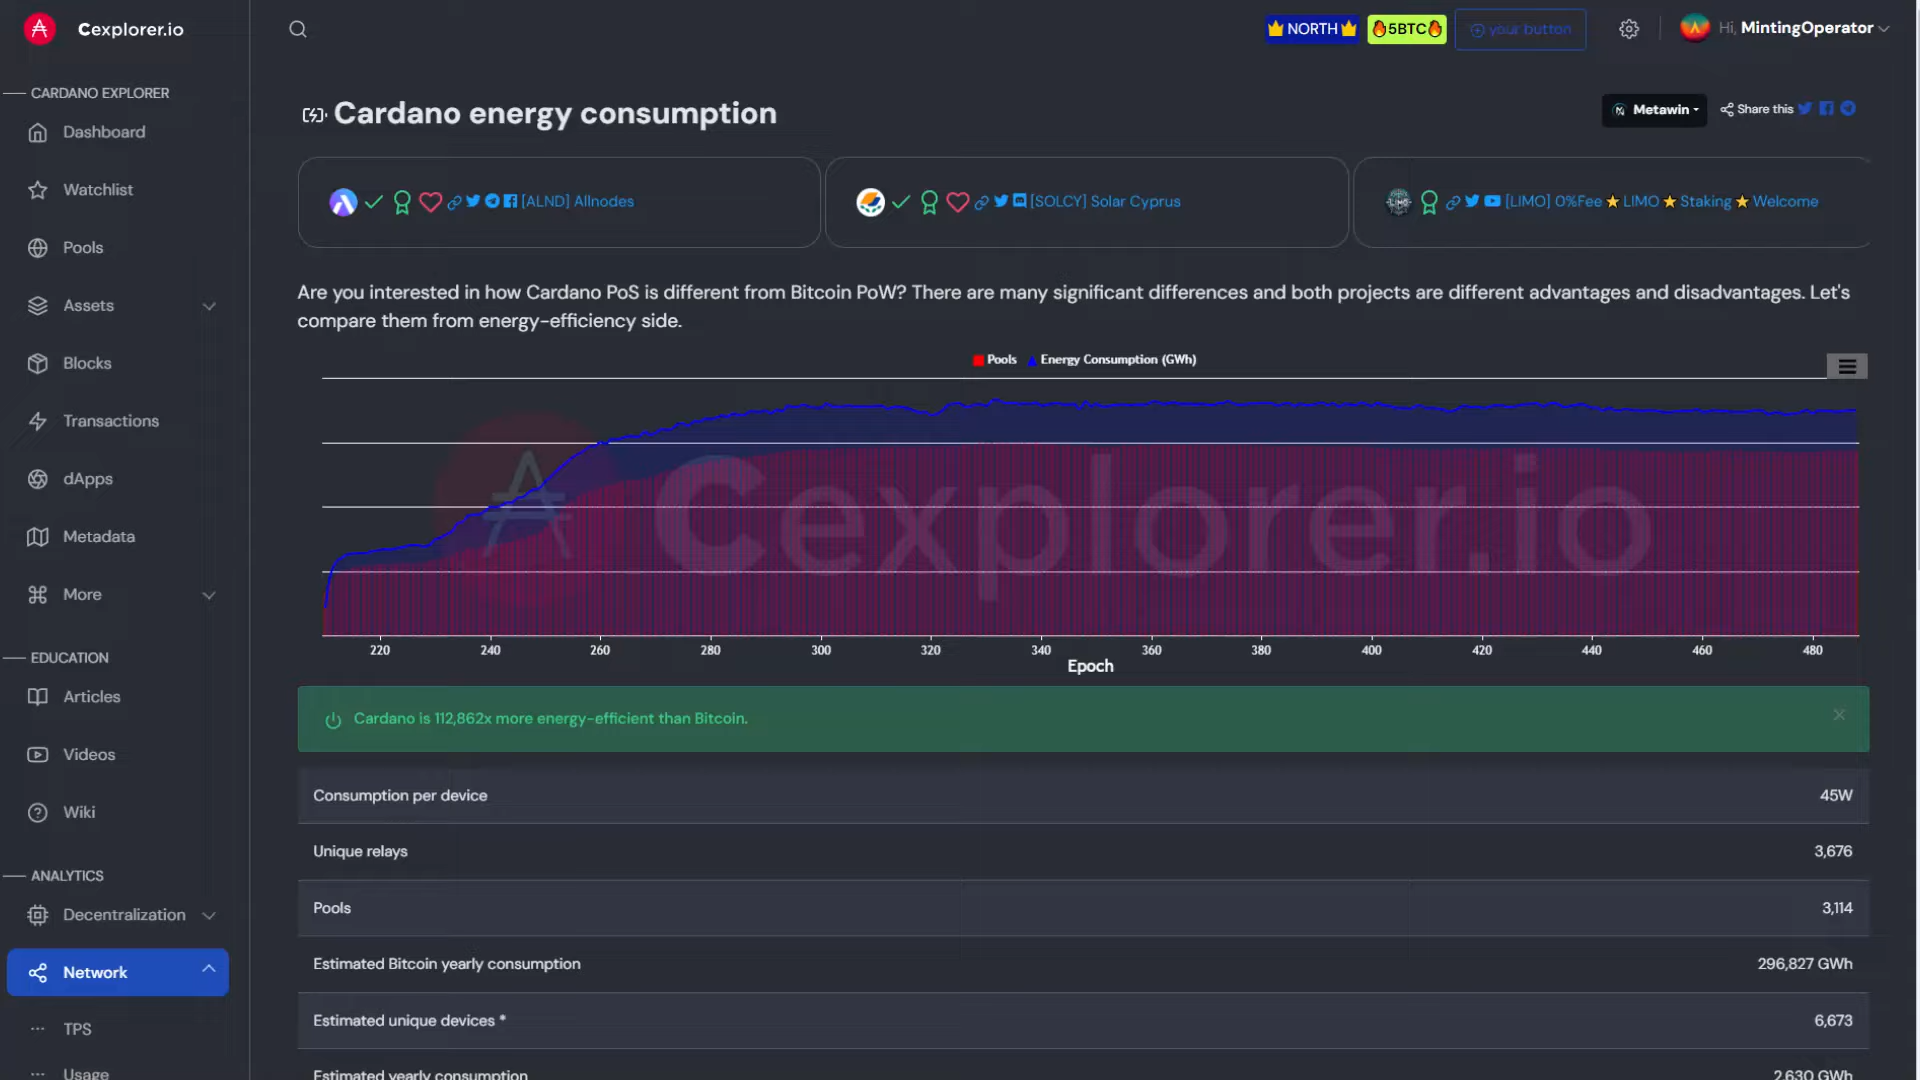 Cexplorer.io
NORTH
5BTC
your button
Hi, MintingOperator
CARDANO EXPLORER
Dashboard
Watchlist
Pools
Assets
Blocks
Transactions
dApps
Metadata
More
EDUCATION
Articles
Videos
Wiki
ANALYTICS
Decentralization
Network
TPS
Usage
Cardano energy consumption
Metawin
Share this
[ALND] Allnodes
[SOLCY] Solar Cyprus
[LIMO] 0%Fee ⭐ LIMO ⭐ Staking ⭐ Welcome
Are you interested in how Cardano PoS is different from Bitcoin PoW? There are many significant differences and both projects are different advantages and disadvantages. Let's
compare them from energy-efficiency side.
Pools Energy Consumption (GWh)
Cexplorer.io
220 240 260 280 300 320 340 360 380 400 420 440 460 480
Epoch
Cardano is 112,862x more energy-efficient than Bitcoin.
Consumption per device 45W
Unique relays 3,676
Pools 3,114
Estimated Bitcoin yearly consumption 296,827 GWh
Estimated unique devices * 6,673
Estimated yearly consumption 2.630 GWh